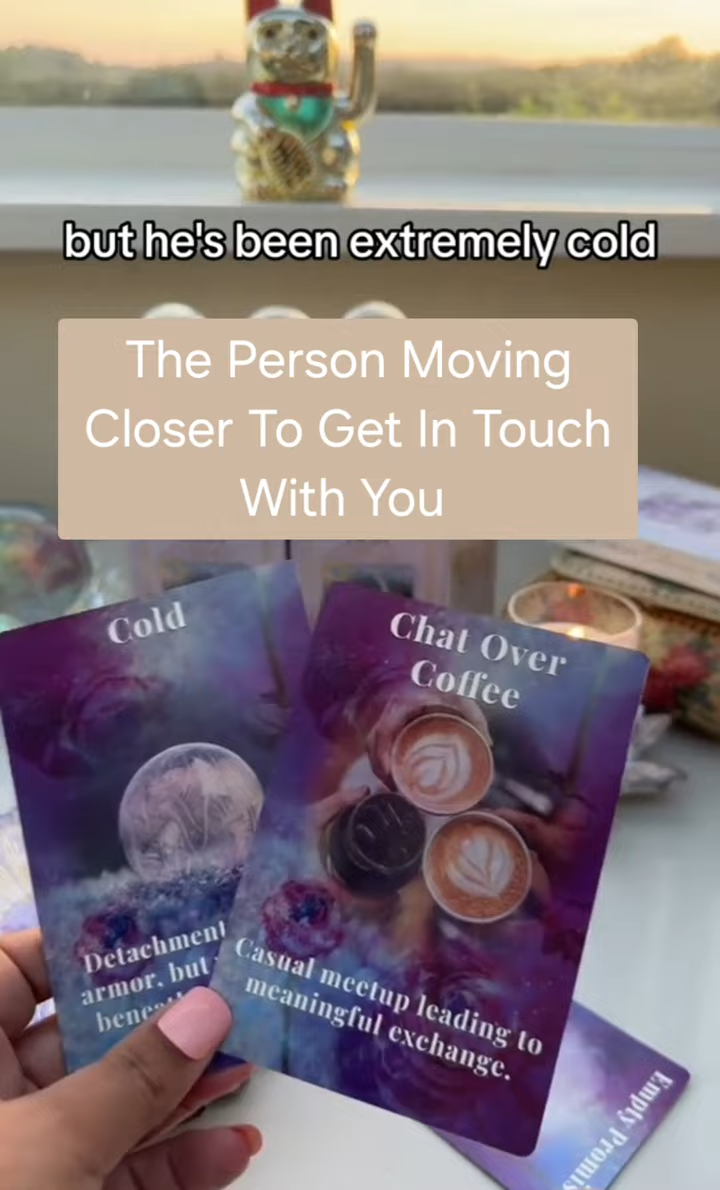 but he's been extremely cold
The Person Moving
Closer To Get In Touch
With You
Cold
Detachment
armor, but
Chat Over
Coffee
Casual meetup leading to
meaningful exchange.
Empty